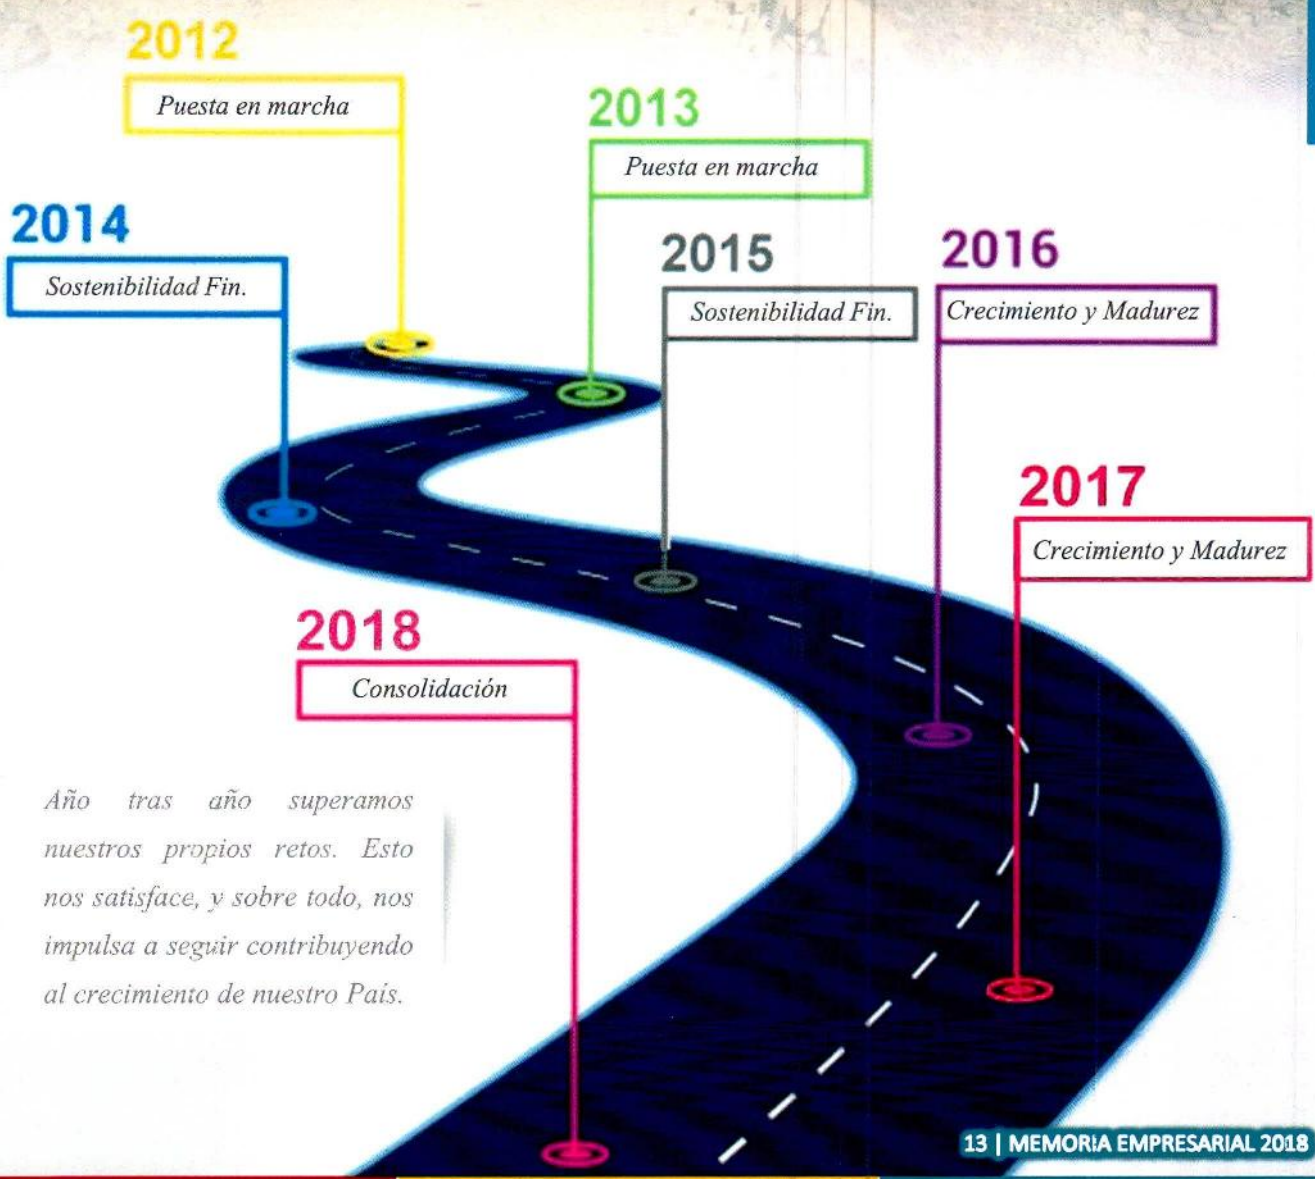 2012
Puesta en marcha
2013
Puesta en marcha
2014
Sostenibilidad Fin.
2015
Sostenibilidad Fin.
2016
Crecimiento y Madurez
2017
Crecimiento y Madurez
2018
Consolidación
Año tras año superamos
nuestros propios retos. Esto
nos satisface, y sobre todo, nos
impulsa a seguir contribuyendo
al crecimiento de nuestro País.
13 | MEMORIA EMPRESARIAL 2018